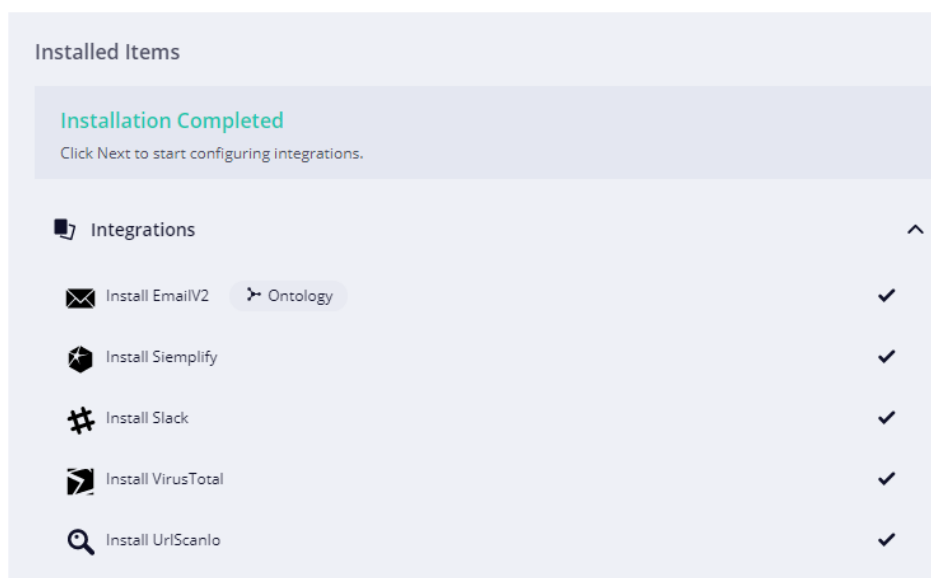 Installed Items
Installation Completed
Click Next to start configuring integrations.
Integrations
Install EmailV2 Ontology
Install Siemplify
Install Slack
Install VirusTotal
Install UrlScanIo